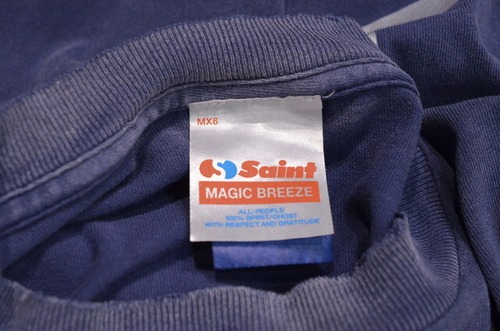 MX6
Saint
MAGIC BREEZE
ALL-PEOPLE
100% SPIRIT/GHOST
WITH RESPECT AND GRATITUDE